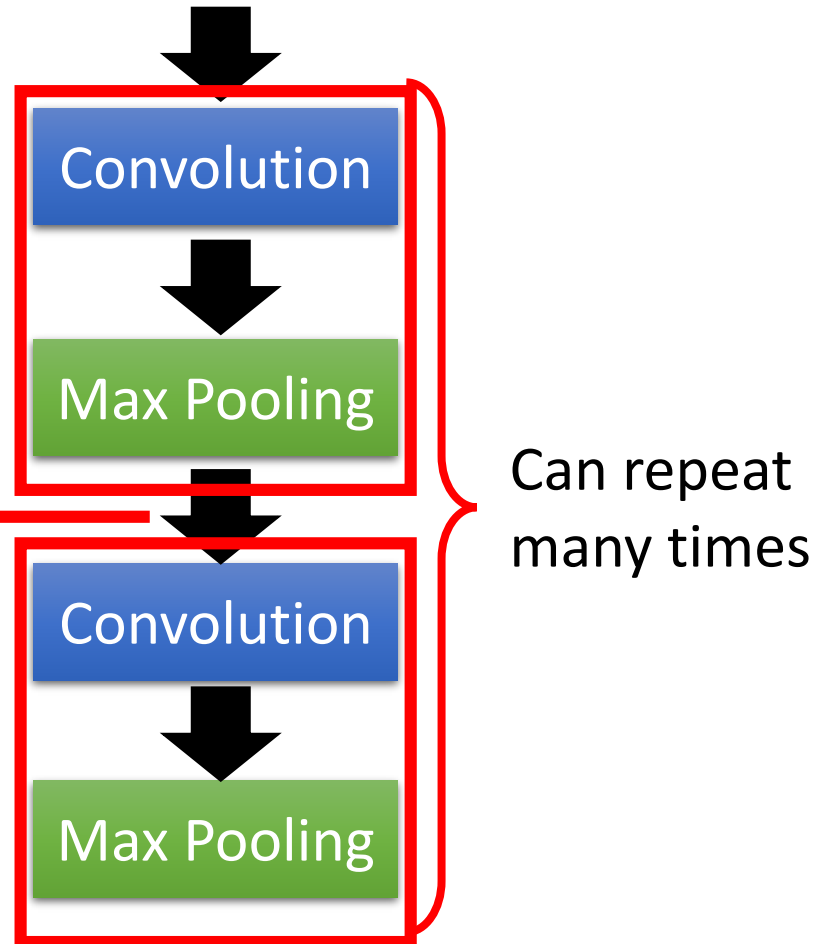 Convolution
Max Pooling
Can repeat
many times
Convolution
Max Pooling